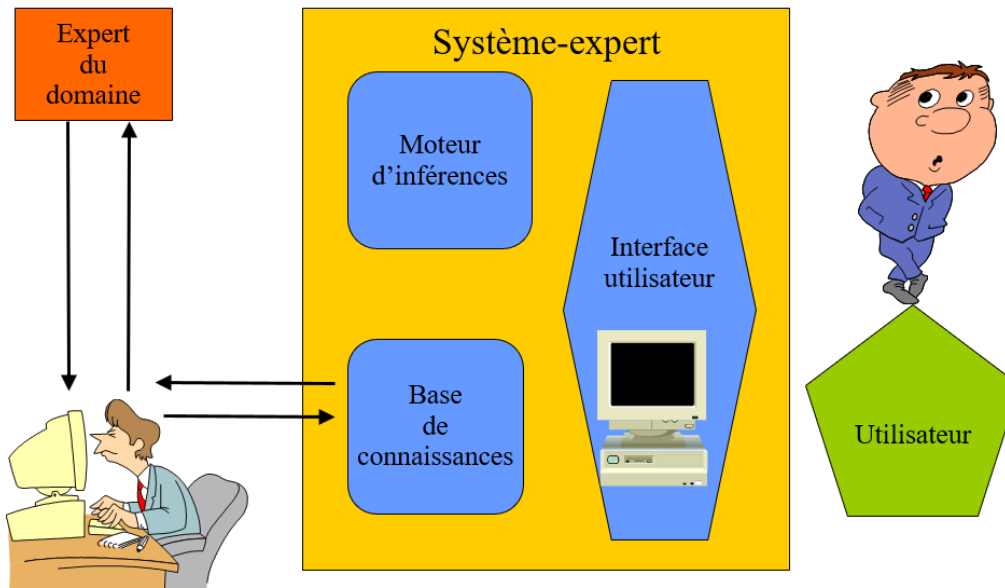 Expert
du
domaine
Système-expert
Moteur
d’inférences
Interface
utilisateur
Base
de
connaissances
Utilisateur